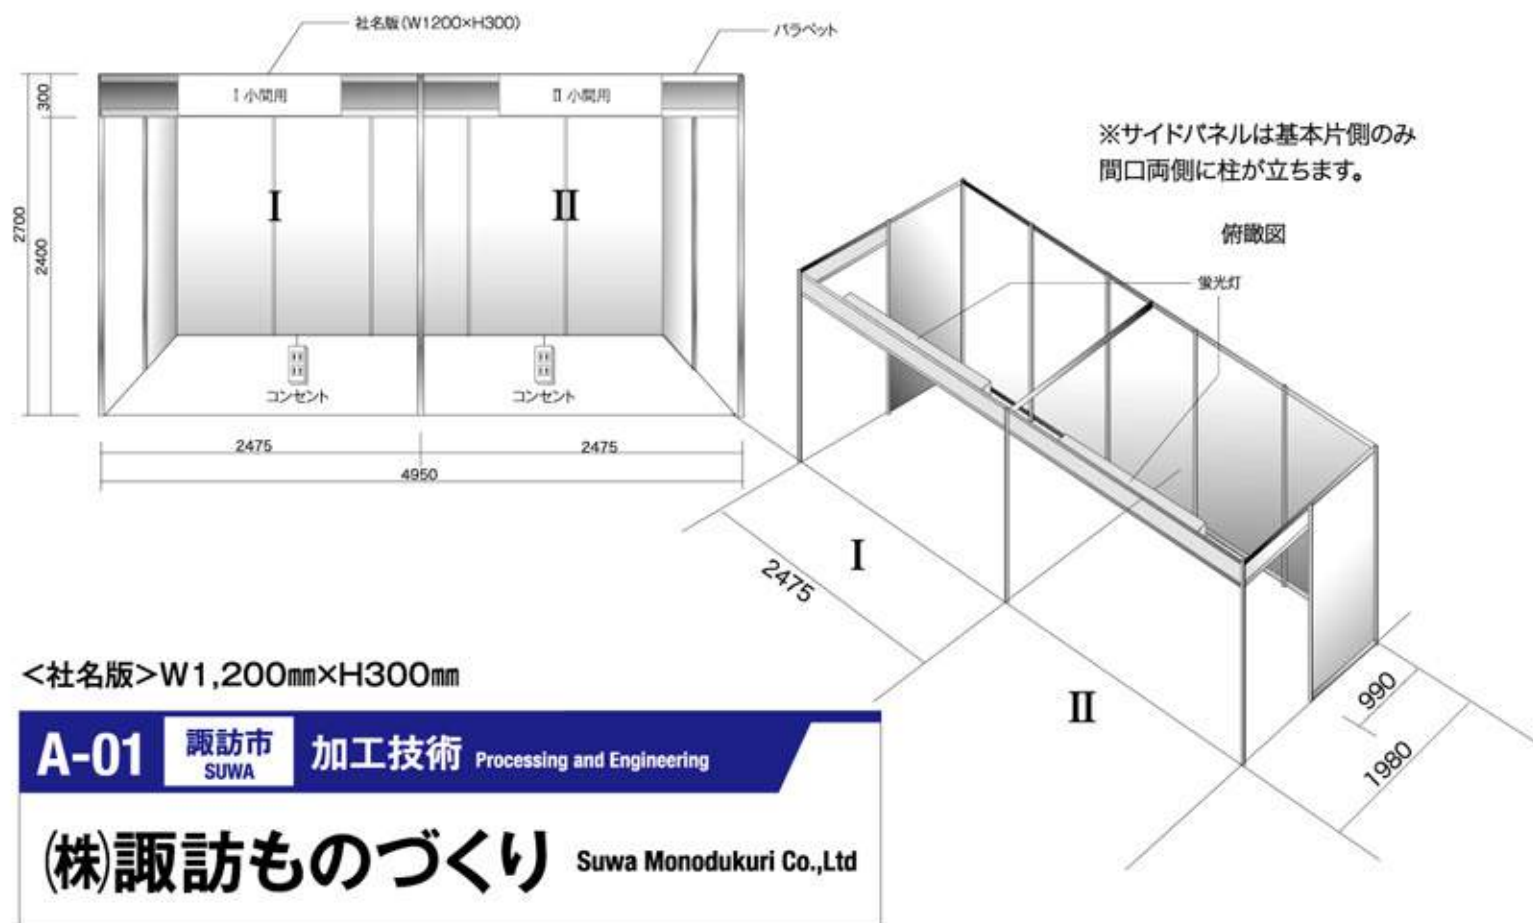 社名版(W1200×H300)
パラペット
300
I 小間用
II 小間用
2700
2400
I
II
コンセント
コンセント
2475
2475
4950
※サイドパネルは基本片側のみ
間口両側に柱が立ちます。
俯瞰図
蛍光灯
I
2475
II
990
1980
<社名版>W1,200㎜×H300㎜
A-01 諏訪市 加工技術 Processing and Engineering
SUWA
㈱諏訪ものづくり Suwa Monodukuri Co.,Ltd